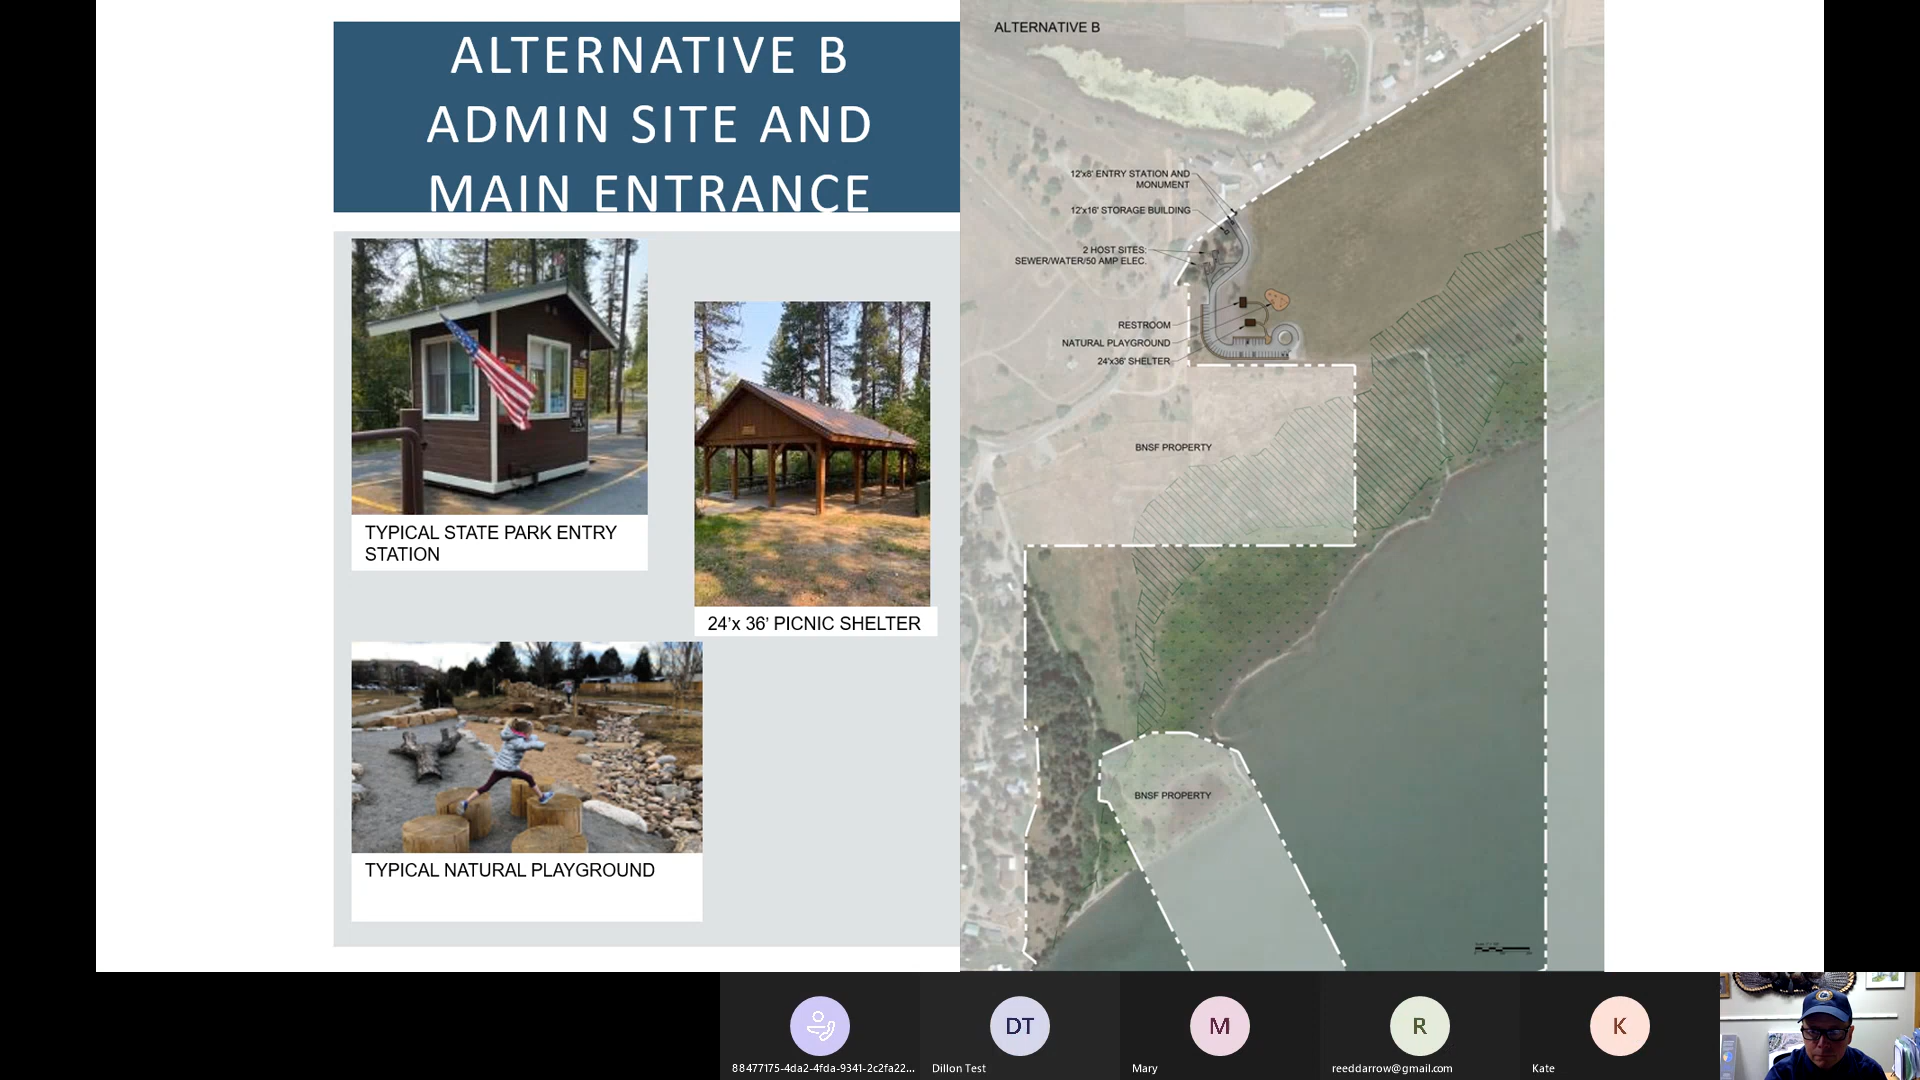 ALTERNATIVE B
ADMIN SITE AND
MAIN ENTRANCE
TYPICAL STATE PARK ENTRY
STATION
24'x 36' PICNIC SHELTER
TYPICAL NATURAL PLAYGROUND
ALTERNATIVE B
12'x8' ENTRY STATION AND
MONUMENT
12'x16' STORAGE BUILDING
2 HOST SITES:
SEWER/WATER/50 AMP ELEC.
RESTROOM
NATURAL PLAYGROUND
24'x36' SHELTER
BNSF PROPERTY
BNSF PROPERTY
DT
M
R
K
88477175-4da2-4fda-9341-2c2fa22...
Dillon Test
Mary
reeddarrow@gmail.com
Kate